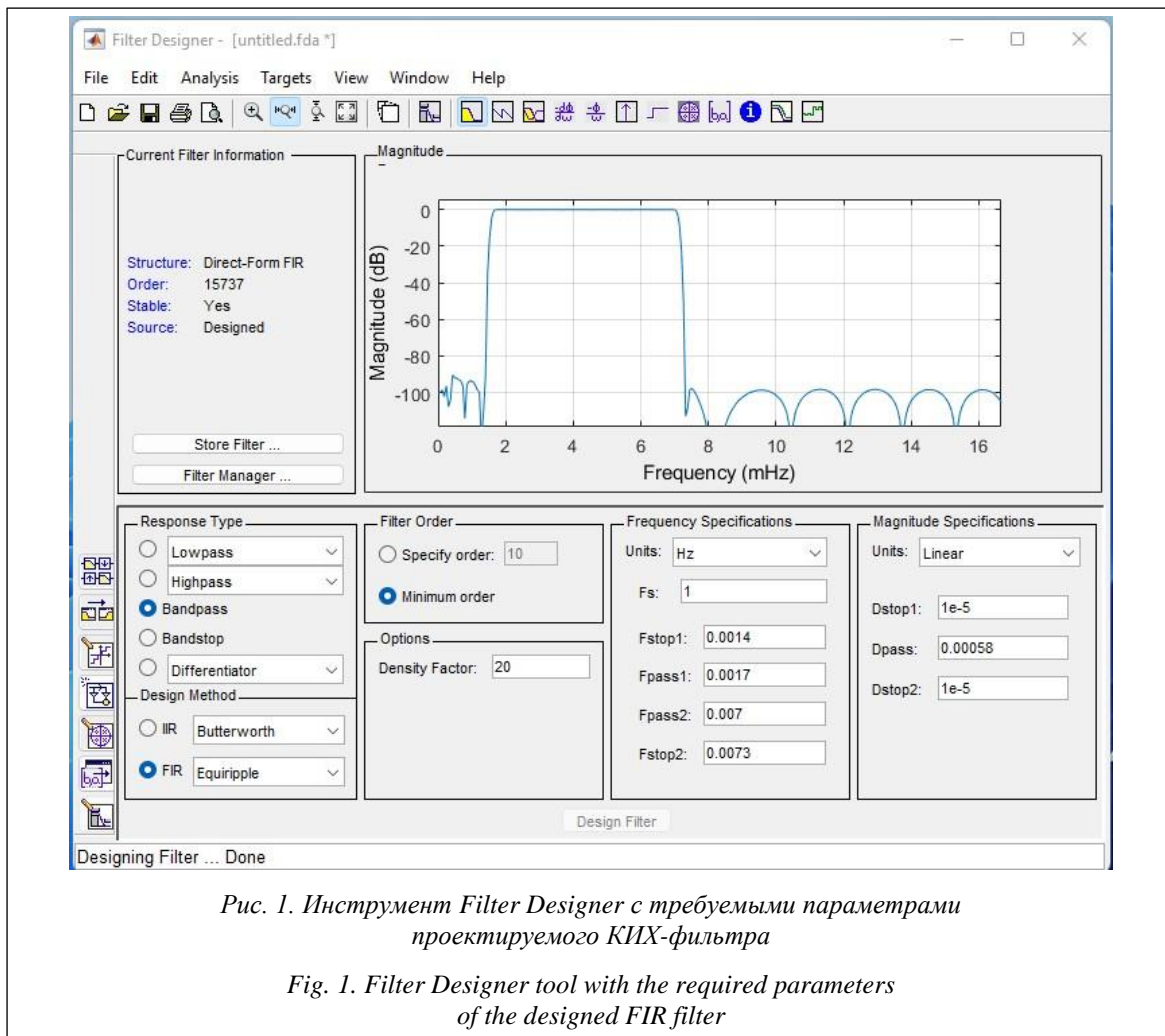 Filter Designer - [untitled.fda *]
File Edit Analysis Targets View Window Help
Current Filter Information
Structure: Direct-Form FIR
Order: 15737
Stable: Yes
Source: Designed
Store Filter ...
Filter Manager ...
Magnitude
Magnitude (dB)
0
-20
-40
-60
-80
-100
0 2 4 6 8 10 12 14 16
Frequency (mHz)
Response Type
Lowpass
Highpass
Bandpass
Bandstop
Differentiator
Design Method
IIR Butterworth
FIR Equiripple
Filter Order
Specify order: 10
Minimum order
Options
Density Factor: 20
Frequency Specifications
Units: Hz
Fs: 1
Fstop1: 0.0014
Fpass1: 0.0017
Fpass2: 0.007
Fstop2: 0.0073
Magnitude Specifications
Units: Linear
Dstop1: 1e-5
Dpass: 0.00058
Dstop2: 1e-5
Design Filter
Designing Filter ... Done
Рис. 1. Инструмент Filter Designer с требуемыми параметрами
проектируемого КИХ-фильтра
Fig. 1. Filter Designer tool with the required parameters
of the designed FIR filter